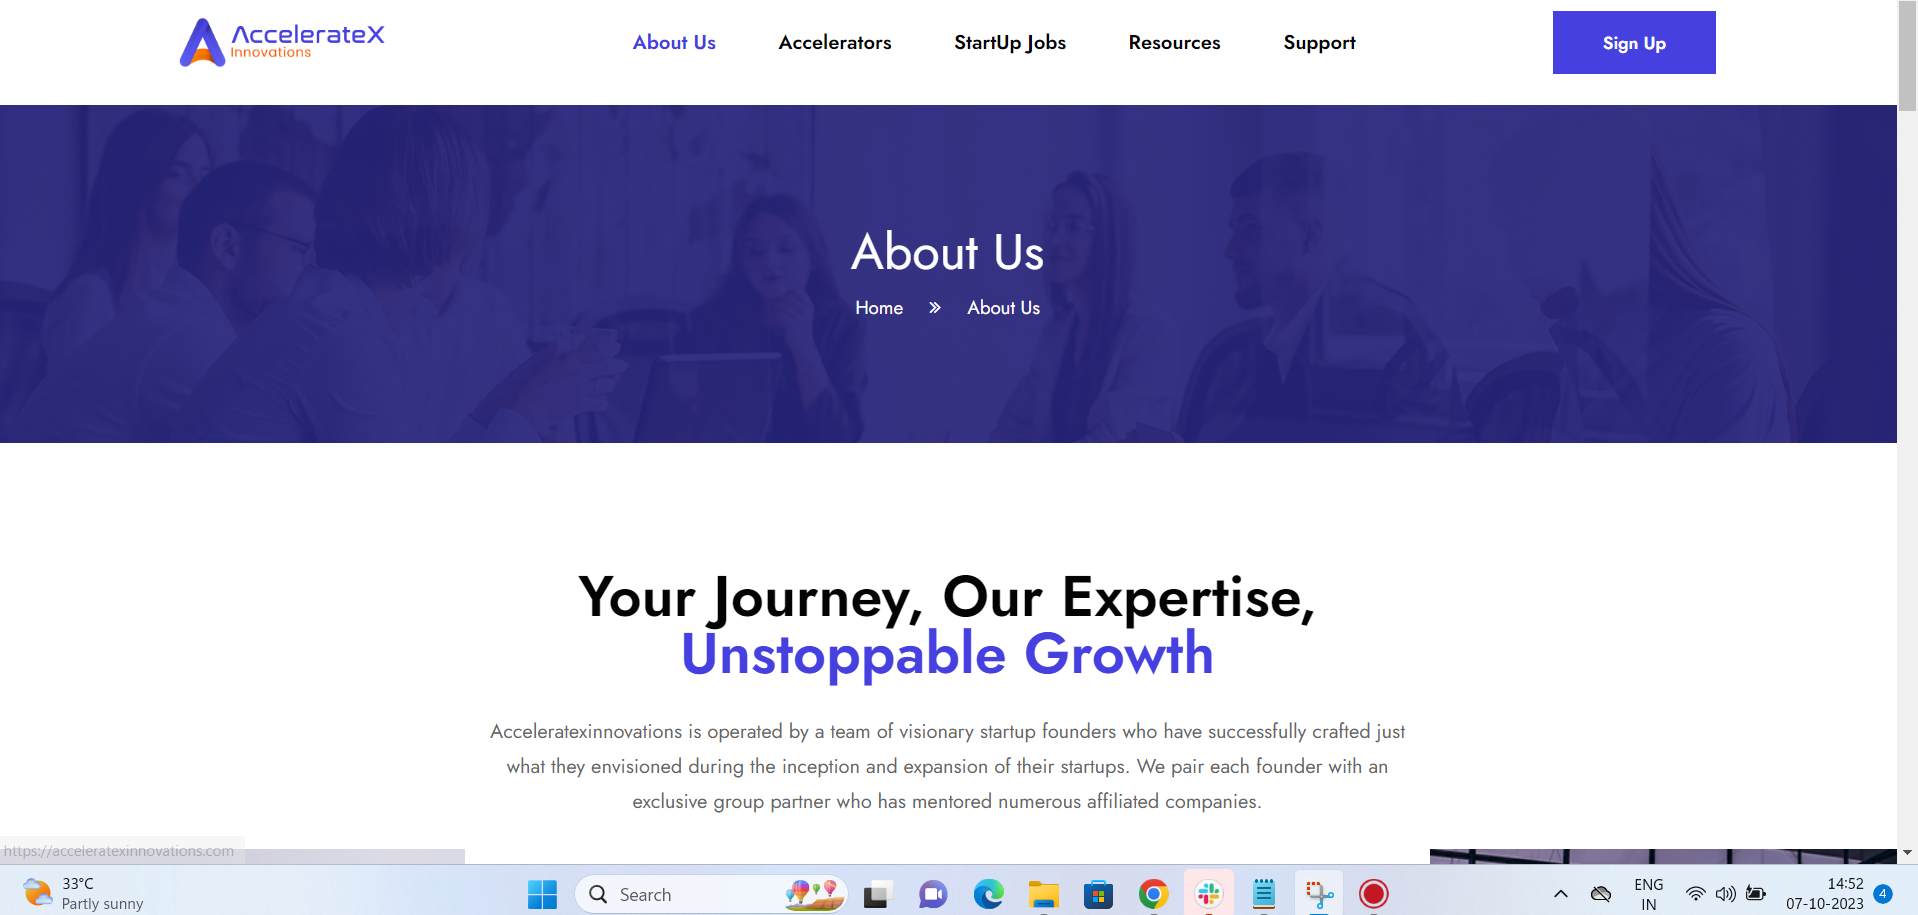 AccelerateX
Innovations
About Us
Accelerators
StartUp Jobs
Resources
Support
Sign Up
About Us
Home » About Us
Your Journey, Our Expertise,
Unstoppable Growth
Acceleratexinnovations is operated by a team of visionary startup founders who have successfully crafted just
what they envisioned during the inception and expansion of their startups. We pair each founder with an
exclusive group partner who has mentored numerous affiliated companies.
https://acceleratexinnovations.com
33°C
Partly sunny
Search
ENG
IN
14:52
07-10-2023
4